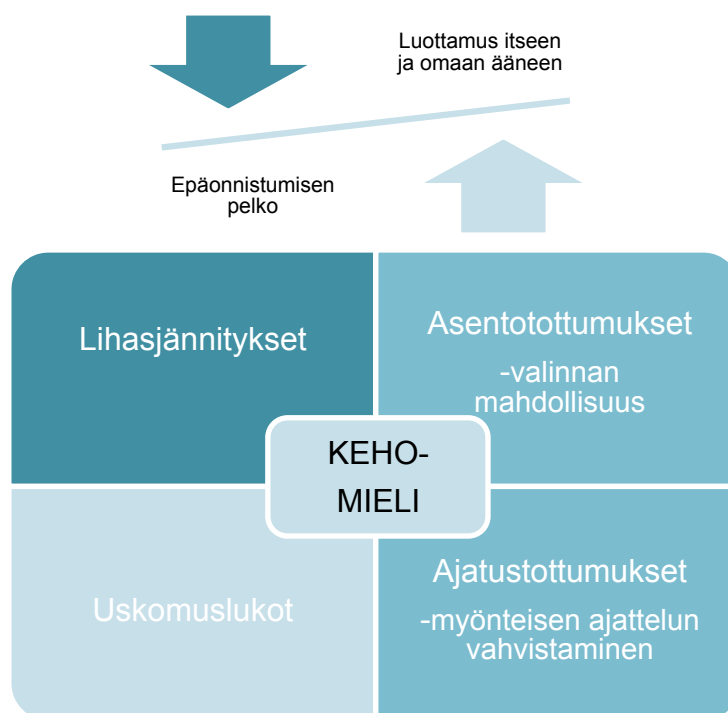 Luottamus itseen
ja omaan ääneen
Epäonnistumisen
pelko
Lihasjännitykset
Asentotottumukset
-valinnan
mahdollisuus
KEHO-
MIELI
Uskomuslukot
Ajatustottumukset
-myönteisen ajattelun
vahvistaminen